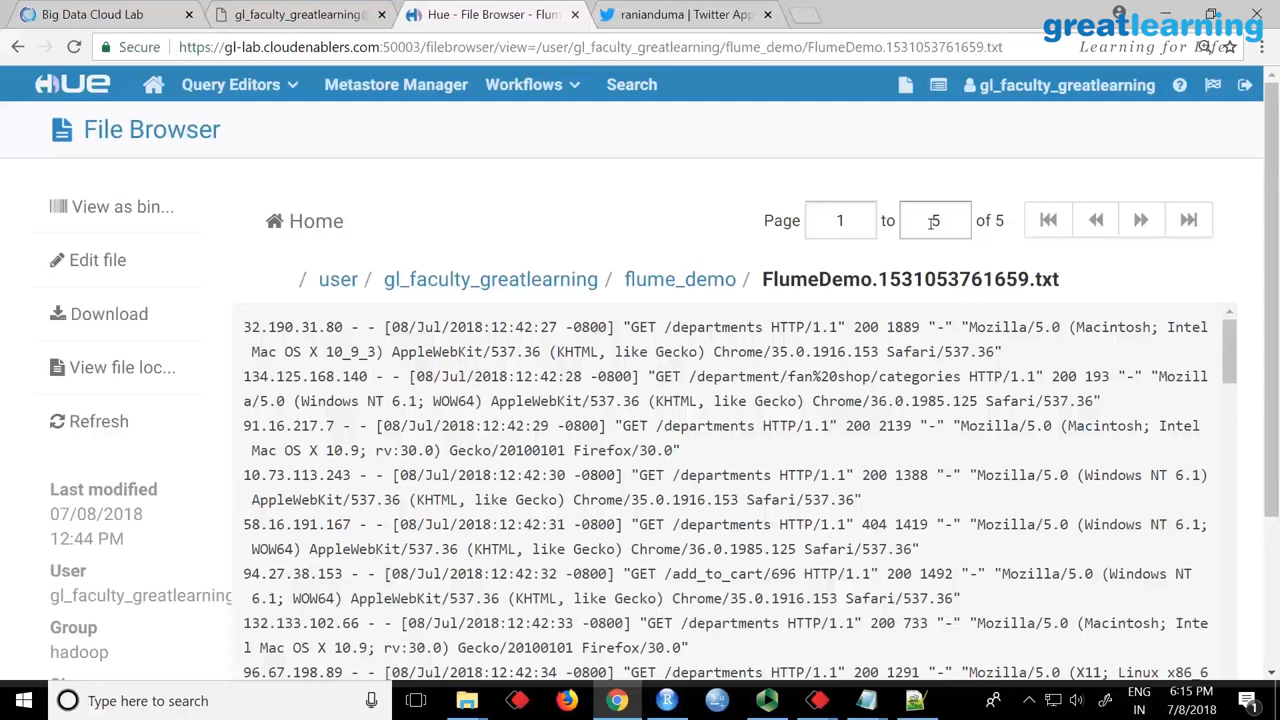 Big Data Cloud Lab
gl_faculty_greatlearning@
Hue - File Browser - Flum
ranianduma | Twitter App
greatlearning
Learning for Life
Secure
https://gl-lab.cloudenablers.com:50003/filebrowser/view=/user/gl_faculty_greatlearning/flume_demo/FlumeDemo.1531053761659.txt
HUE
Query Editors
Metastore Manager
Workflows
Search
gl_faculty_greatlearning
File Browser
View as bin...
Edit file
Download
View file loc...
Refresh
Last modified
07/08/2018
12:44 PM
User
gl_faculty_greatlearning
Group
hadoop
Home
Page 1 to 5 of 5
/ user / gl_faculty_greatlearning / flume_demo / FlumeDemo.1531053761659.txt
32.190.31.80 - - [08/Jul/2018:12:42:27 -0800] "GET /departments HTTP/1.1" 200 1889 "-" "Mozilla/5.0 (Macintosh; Intel
Mac OS X 10_9_3) AppleWebKit/537.36 (KHTML, like Gecko) Chrome/35.0.1916.153 Safari/537.36"
134.125.168.140 - - [08/Jul/2018:12:42:28 -0800] "GET /department/fan%20shop/categories HTTP/1.1" 200 193 "-" "Mozill
a/5.0 (Windows NT 6.1; WOW64) AppleWebKit/537.36 (KHTML, like Gecko) Chrome/36.0.1985.125 Safari/537.36"
91.16.217.7 - - [08/Jul/2018:12:42:29 -0800] "GET /departments HTTP/1.1" 200 2139 "-" "Mozilla/5.0 (Macintosh; Intel
Mac OS X 10.9; rv:30.0) Gecko/20100101 Firefox/30.0"
10.73.113.243 - - [08/Jul/2018:12:42:30 -0800] "GET /departments HTTP/1.1" 200 1388 "-" "Mozilla/5.0 (Windows NT 6.1)
AppleWebKit/537.36 (KHTML, like Gecko) Chrome/35.0.1916.153 Safari/537.36"
58.16.191.167 - - [08/Jul/2018:12:42:31 -0800] "GET /departments HTTP/1.1" 404 1419 "-" "Mozilla/5.0 (Windows NT 6.1;
WOW64) AppleWebKit/537.36 (KHTML, like Gecko) Chrome/36.0.1985.125 Safari/537.36"
94.27.38.153 - - [08/Jul/2018:12:42:32 -0800] "GET /add_to_cart/696 HTTP/1.1" 200 1492 "-" "Mozilla/5.0 (Windows NT
6.1; WOW64) AppleWebKit/537.36 (KHTML, like Gecko) Chrome/35.0.1916.153 Safari/537.36"
132.133.102.66 - - [08/Jul/2018:12:42:33 -0800] "GET /departments HTTP/1.1" 200 733 "-" "Mozilla/5.0 (Macintosh; Inte
l Mac OS X 10.9; rv:30.0) Gecko/20100101 Firefox/30.0"
96.67.198.89 - - [08/Jul/2018:12:42:34 -0800] "GET /departments HTTP/1.1" 200 1291 "-" "Mozilla/5.0 (X11; Linux x86_6
Type here to search
ENG
IN
6:15 PM
7/8/2018
1